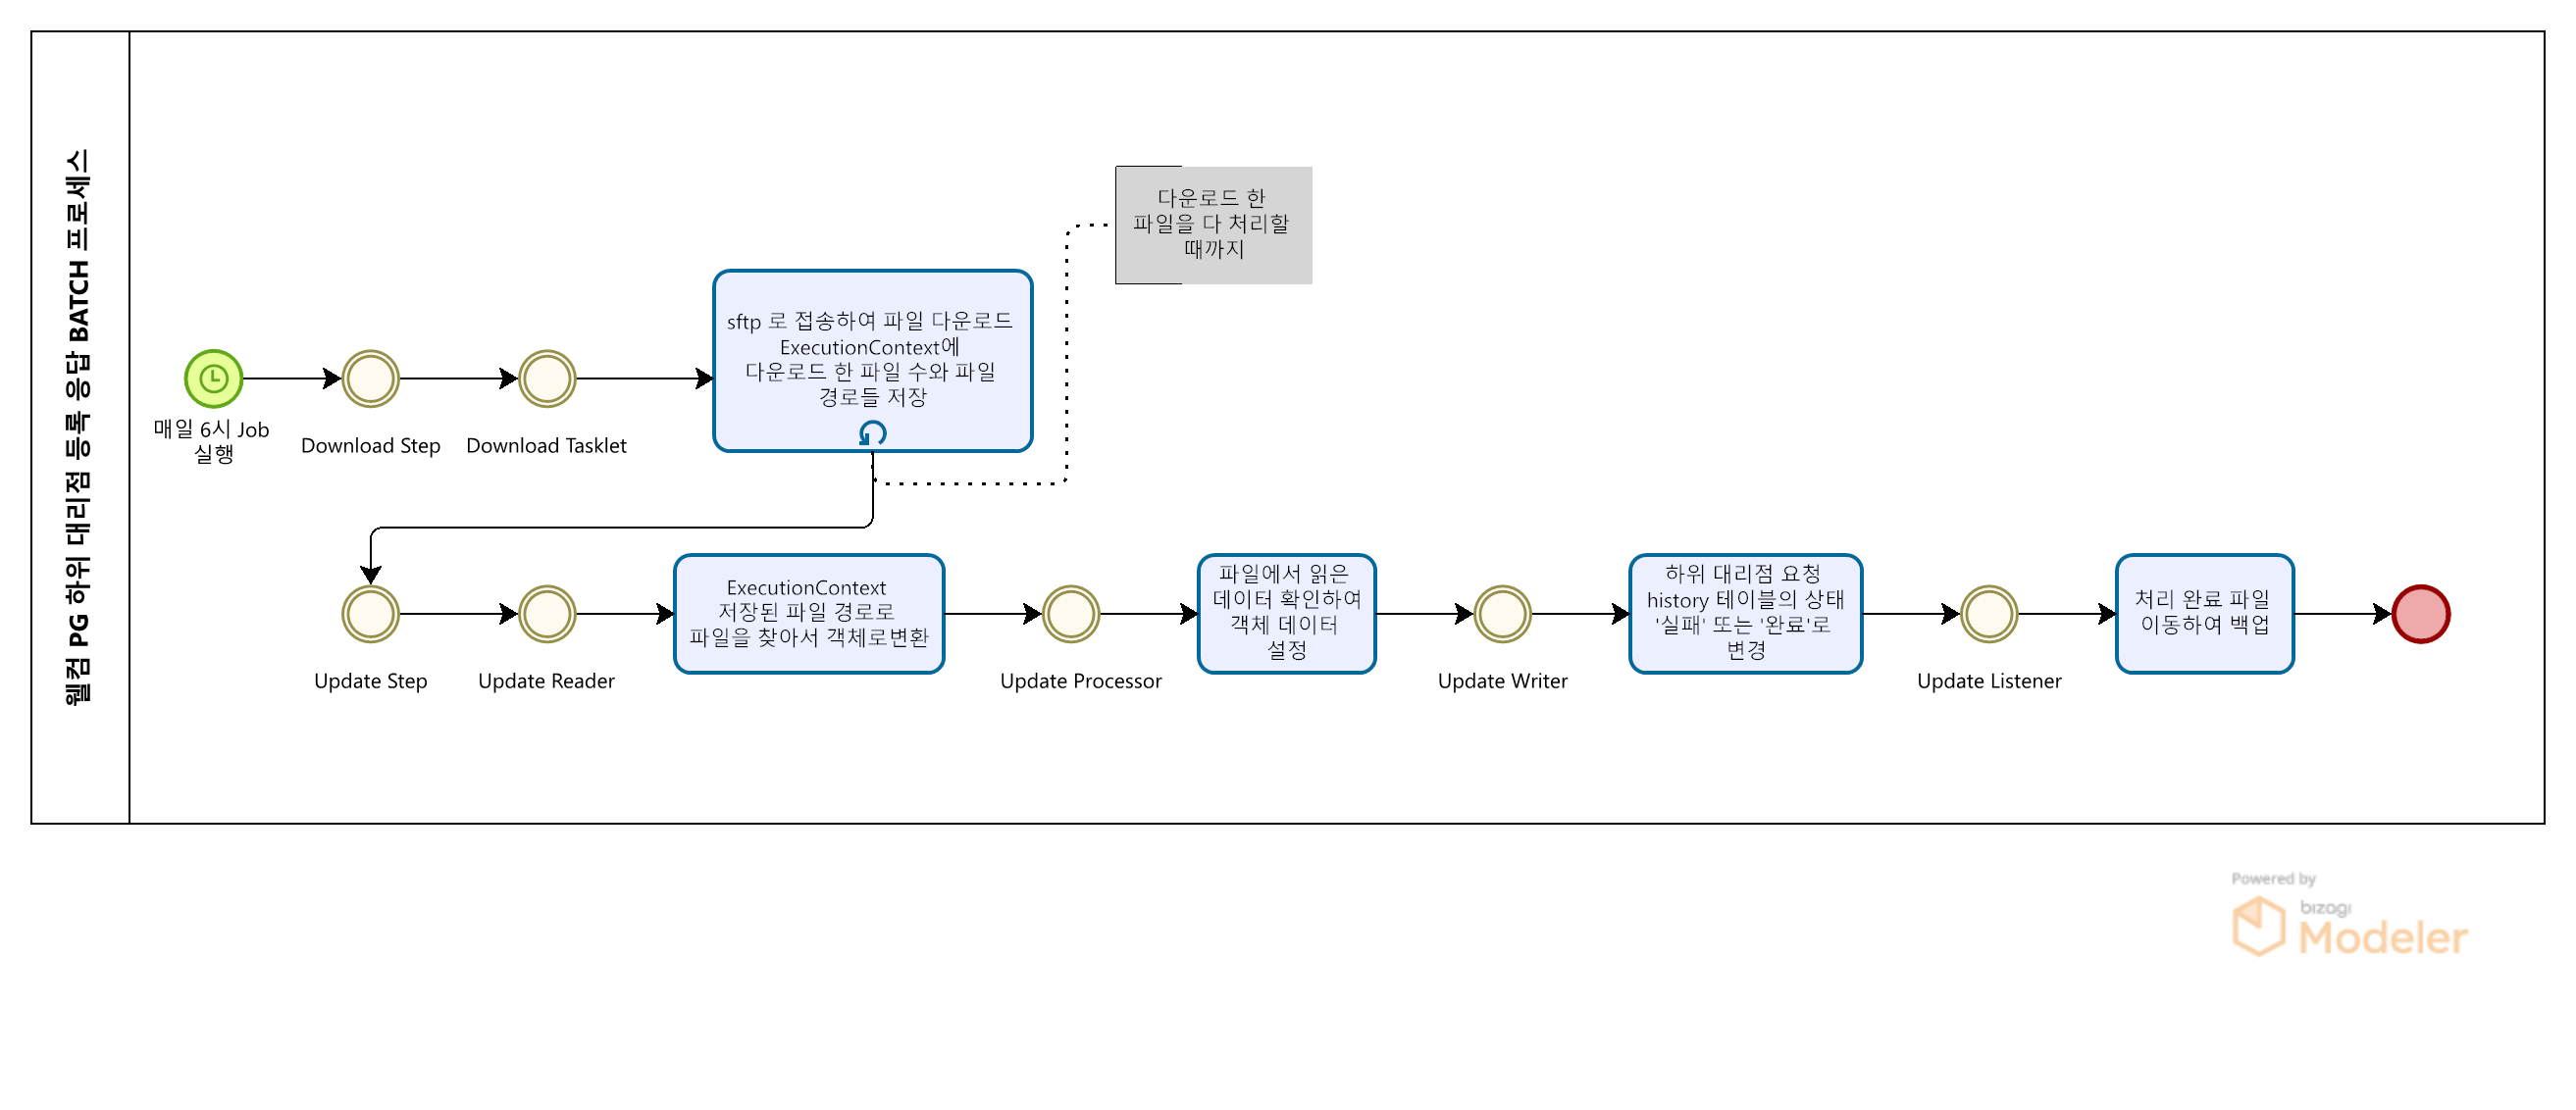 웰컴 PG 하위 대리점 등록 응답 BATCH 프로세스
다운로드 한
파일을 다 처리할
때까지
sftp 로 접송하여 파일 다운로드
ExecutionContext에
다운로드 한 파일 수와 파일
경로들 저장
매일 6시 Job
실행
Download Step
Download Tasklet
ExecutionContext
저장된 파일 경로로
파일을 찾아서 객체로변환
파일에서 읽은
데이터 확인하여
객체 데이터
설정
하위 대리점 요청
history 테이블의 상태
'실패' 또는 '완료'로
변경
처리 완료 파일
이동하여 백업
Update Step
Update Reader
Update Processor
Update Writer
Update Listener
Powered by
bizagi
Modeler